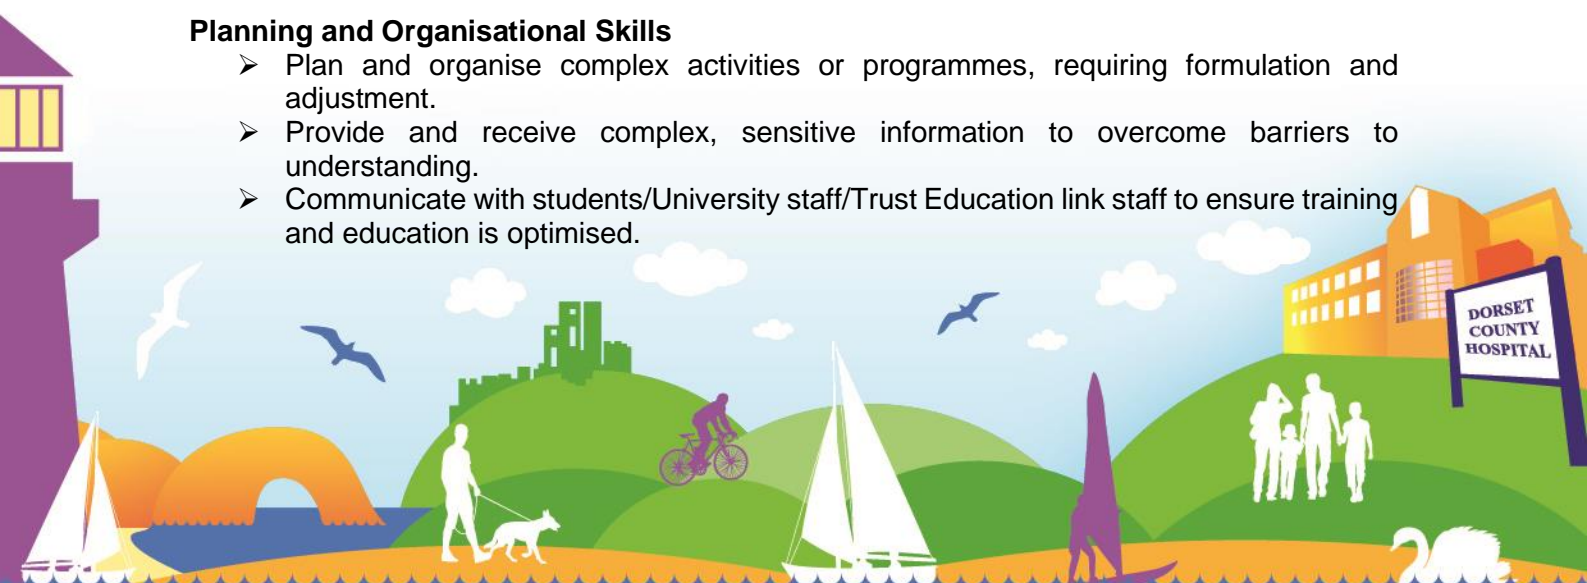 Planning and Organisational Skills
➢ Plan and organise complex activities or programmes, requiring formulation and
adjustment.
➢ Provide and receive complex, sensitive information to overcome barriers to
understanding.
➢ Communicate with students/University staff/Trust Education link staff to ensure training
and education is optimised.
DORSET
COUNTY
HOSPITAL